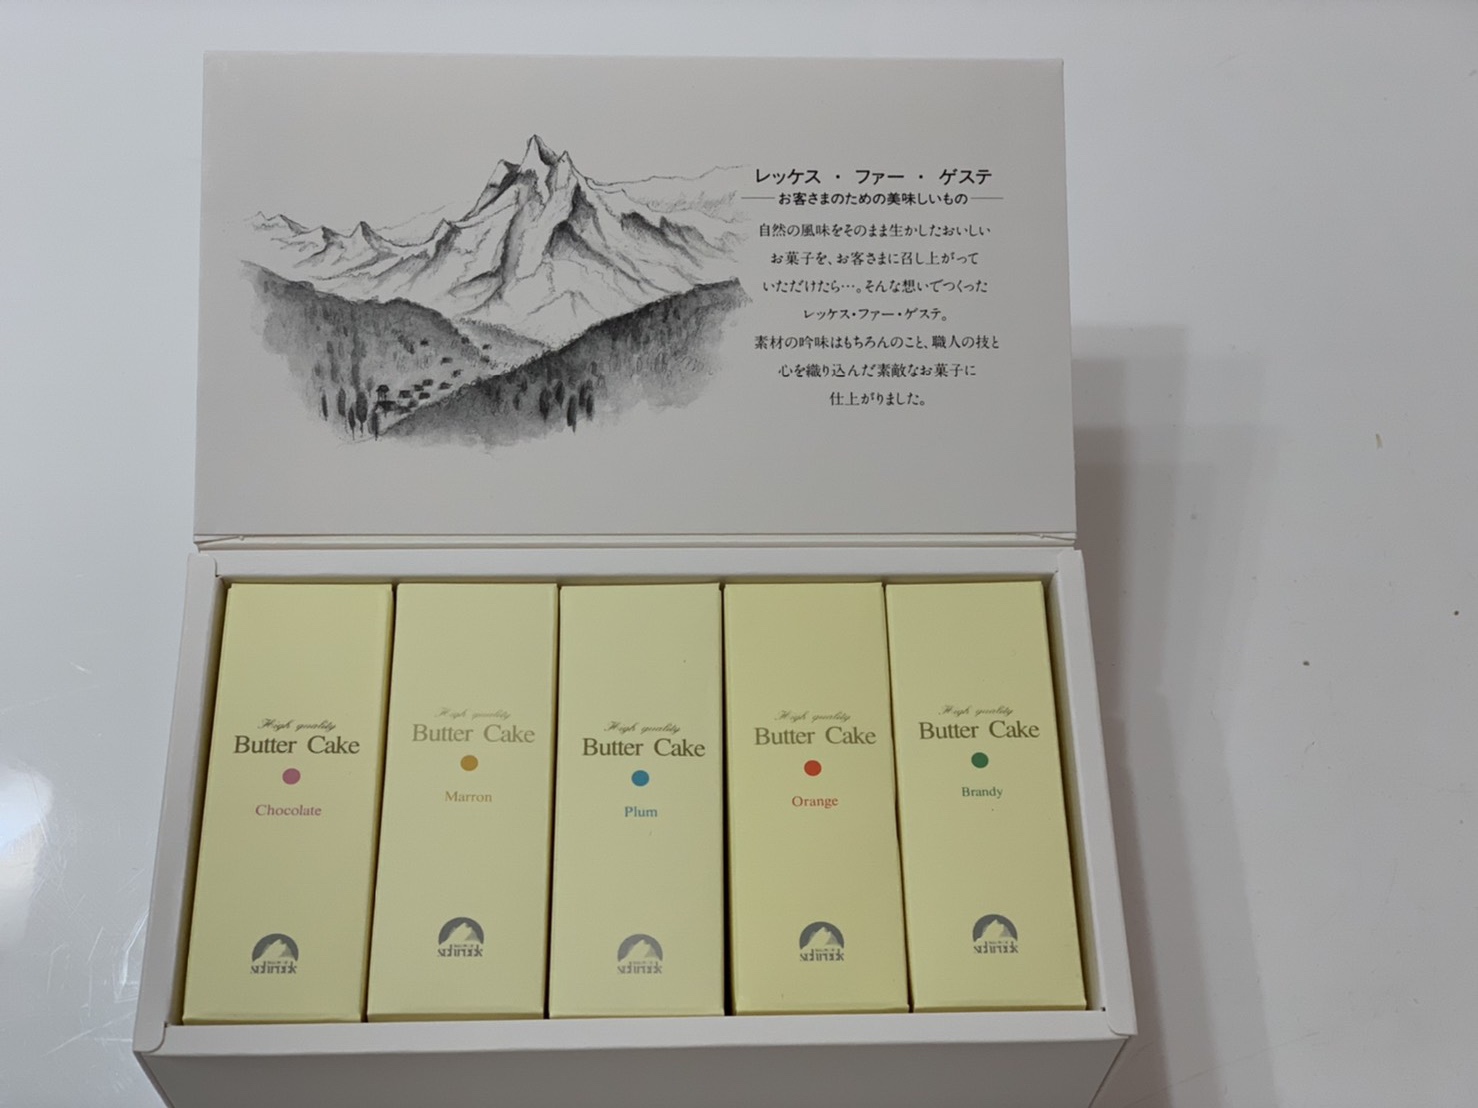 レッケス ・ ファー ・ ゲステ
お客さまのための美味しいもの
自然の風味をそのまま生かしたおいしい
お菓子を、お客さまに召し上がって
いただけたら…。そんな想いでつくった
レッケス・ファー・ゲステ。
素材の吟味はもちろんのこと、職人の技と
心を織り込んだ素敵なお菓子に
仕上がりました。
High quality
Butter Cake
Chocolate
High quality
Butter Cake
Marron
High quality
Butter Cake
Plum
High quality
Butter Cake
Orange
High quality
Butter Cake
Brandy